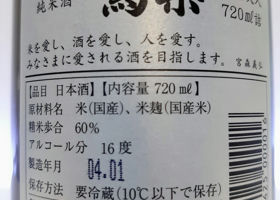 純米酒
720ml詰
米を愛し、酒を愛し、人を愛す。
みなさまに愛される酒を目指します。
宮森義弘
【品目 日本酒】【内容量 720ml】
原材料名 米(国産)、米麹(国産米)
精米歩合 60%
アルコール分 16度
製造年月 04.01
保存方法 要冷蔵(10℃以下で保存)